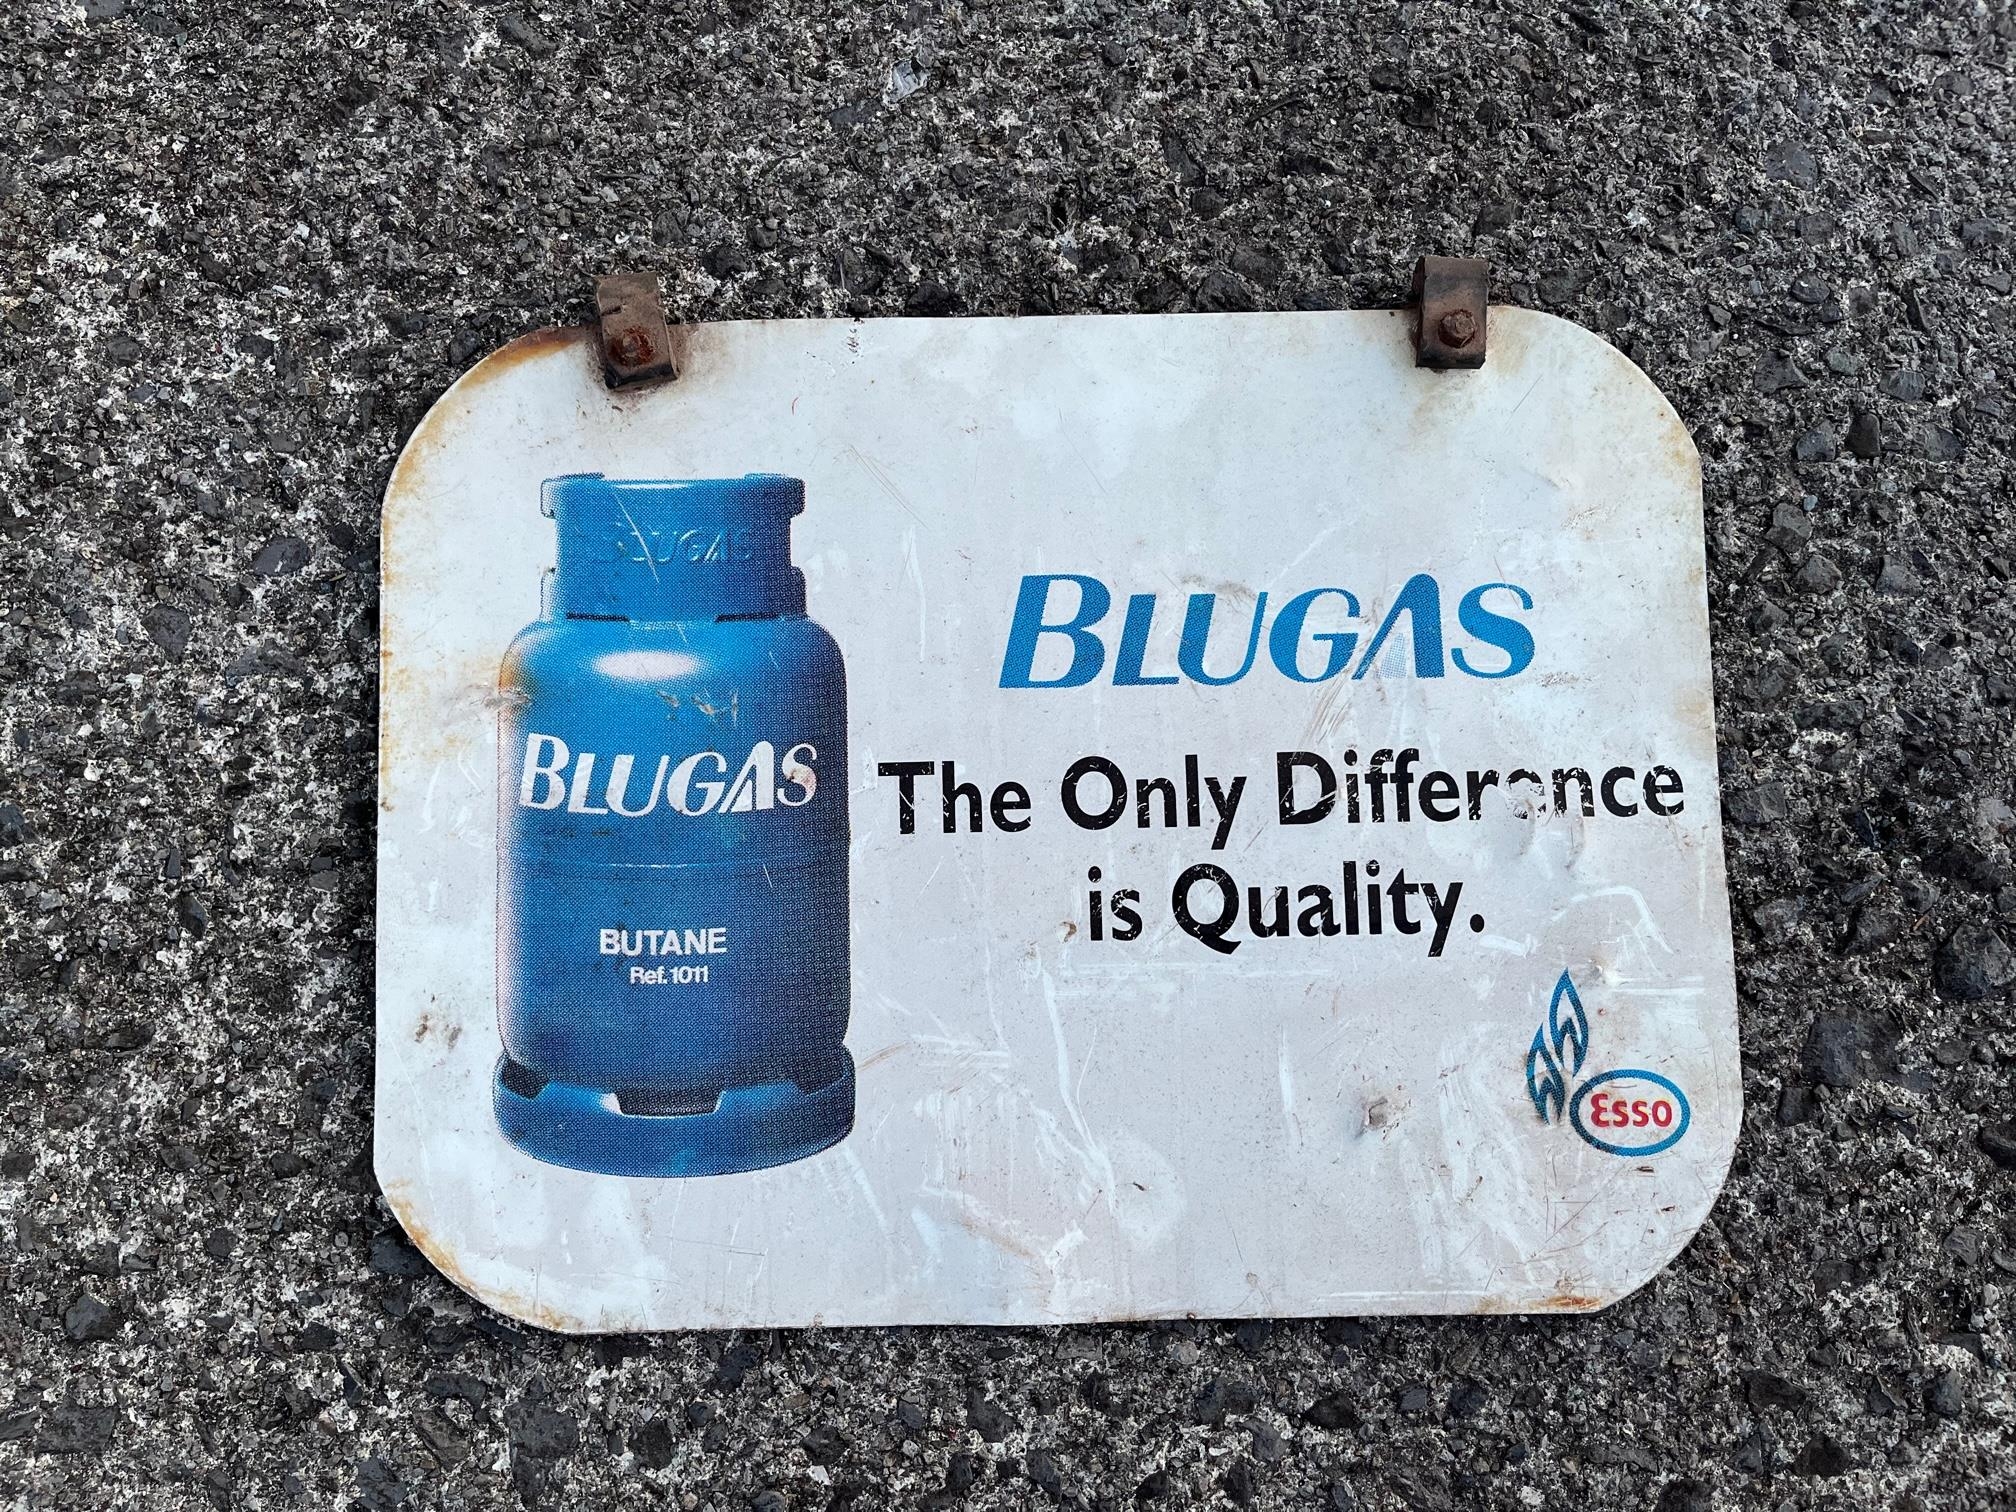 BLUGAS
BLUGAS
BUTANE
Ref. 1011
BLUGAS
The Only Difference
is Quality.
Esso